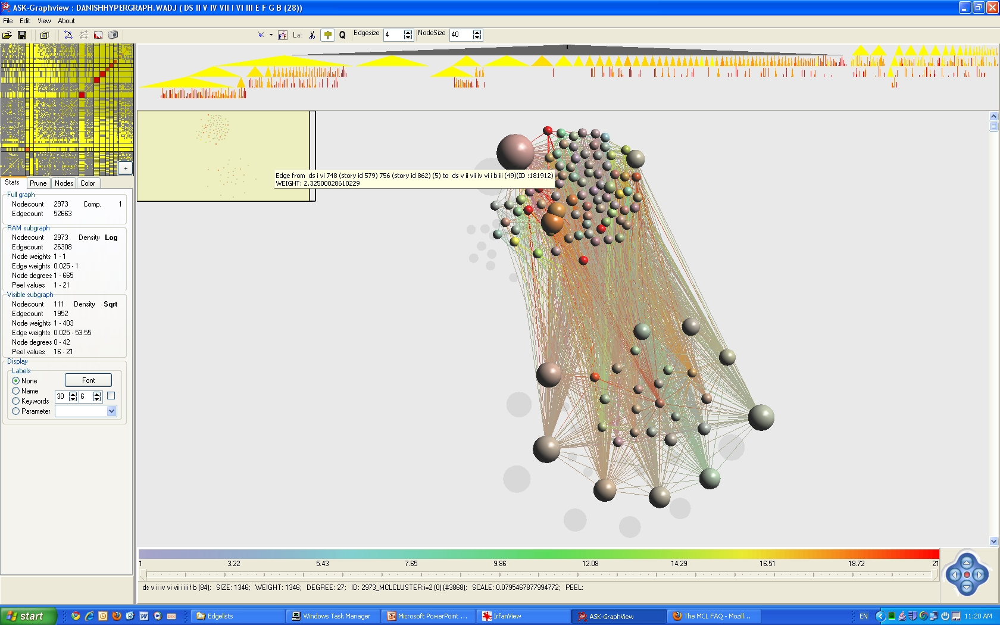 ASK-Graphview : DANISHHYPERGRAPH.WADJ ( DS II V IV VII I VI III E F G B (28))
File Edit View About
Lat Q Edgesize 4 NodeSize 40
+
Stats Prune Nodes Color
Full graph
Nodecount 2973 Comp. 1
Edgecount 52663
RAM subgraph
Nodecount 2973 Density Log
Edgecount 26308
Node weights 1 - 1
Edge weights 0.025 - 1
Node degrees 1 - 665
Peel values 1 - 21
Visible subgraph
Nodecount 111 Density Sqrt
Edgecount 1952
Node weights 1 - 403
Edge weights 0.025 - 53.55
Node degrees 0 - 42
Peel values 16 - 21
Display
Labels
None Font
Name
30 6
Keywords
Parameter
Edge from ds i vi 748 (story id 579) 756 (story id 862) (5) to ds v ii vii iv vi i b iii (49)(ID :181912)
WEIGHT: 2.32500028610229
1 3.22 5.43 7.65 9.86 12.08 14.29 16.51 18.72 21
ds v ii iv vi vii i iii f b (84); SIZE: 1346; WEIGHT: 1346; DEGREE: 27; ID: 2973_MCLCLUSTER:i=2 (0) (#3868); SCALE: 0.0795467877994772; PEEL:
start Edgelists Windows Task Manager Microsoft PowerPoint ... IrfanView ASK-GraphView The MCL FAQ - Mozill... EN 11:20 AM